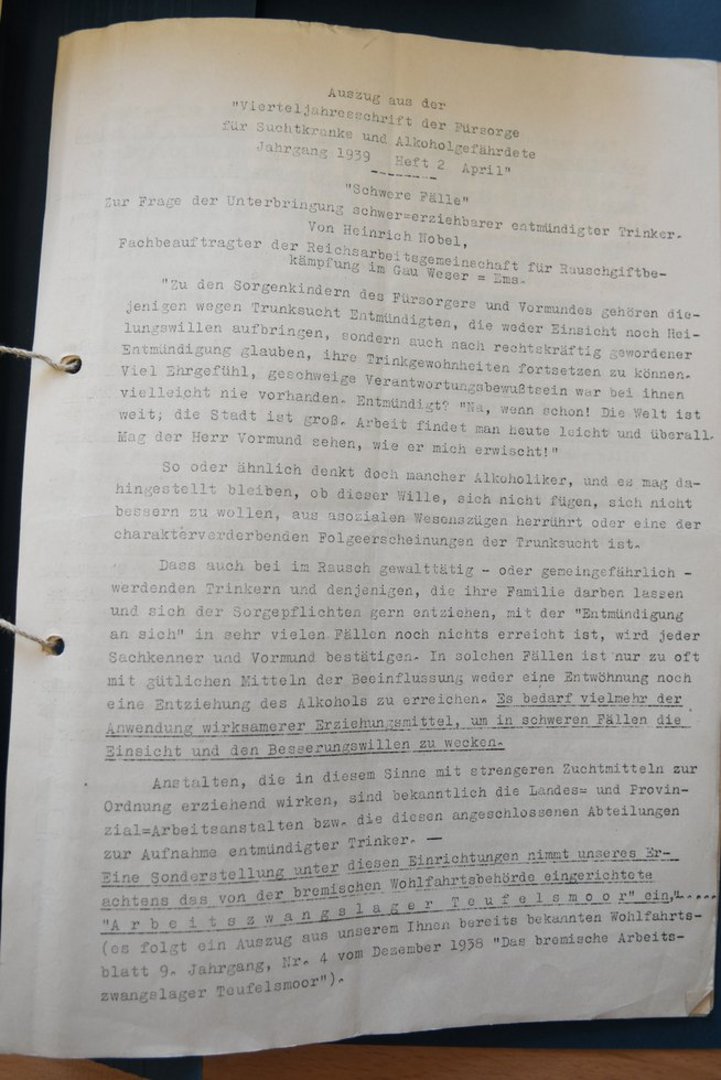 Auszug aus der
"Vierteljahresschrift der Fürsorge
für Suchtkranke und Alkoholgefährdete
Jahrgang 1939 Heft 2 April"
"Schwere Fälle"
Zur Frage der Unterbringung schwer=erziehbarer entmündigter Trinker.
Von Heinrich Nobel,
Fachbeauftragter der Reichsarbeitsgemeinschaft für Rauschgiftbe-
kämpfung im Gau Weser = Ems.
"Zu den Sorgenkindern des Fürsorgers und Vormundes gehören die-
jenigen wegen Trunksucht Entmündigten, die weder Einsicht noch Hei-
lungswillen aufbringen, sondern auch nach rechtskräftig gewordener
Entmündigung glauben, ihre Trinkgewohnheiten fortsetzen zu können.
Viel Ehrgefühl, geschweige Verantwortungsbewußtsein war bei ihnen
vielleicht nie vorhanden. Entmündigt? "Na, wenn schon! Die Welt ist
weit; die Stadt ist groß. Arbeit findet man heute leicht und überall.
Mag der Herr Vormund sehen, wie er mich erwischt!"
So oder ähnlich denkt doch mancher Alkoholiker, und es mag da-
hingestellt bleiben, ob dieser Wille, sich nicht fügen, sich nicht
bessern zu wollen, aus asozialen Wesenszügen herrührt oder eine der
charakterverderbenden Folgeerscheinungen der Trunksucht ist.
Dass auch bei im Rausch gewalttätig - oder gemeingefährlich -
werdenden Trinkern und denjenigen, die ihre Familie darben lassen
und sich der Sorgepflichten gern entziehen, mit der "Entmündigung
an sich" in sehr vielen Fällen noch nichts erreicht ist, wird jeder
Sachkenner und Vormund bestätigen. In solchen Fällen ist nur zu oft
mit gütlichen Mitteln der Beeinflussung weder eine Entwöhnung noch
eine Entziehung des Alkohols zu erreichen. Es bedarf vielmehr der
Anwendung wirksamerer Erziehungsmittel, um in schweren Fällen die
Einsicht und den Besserungswillen zu wecken.
Anstalten, die in diesem Sinne mit strengeren Zuchtmitteln zur
Ordnung erziehend wirken, sind bekanntlich die Landes= und Provin-
zial=Arbeitsanstalten bzw. die diesen angeschlossenen Abteilungen
zur Aufnahme entmündigter Trinker. —
Eine Sonderstellung unter diesen Einrichtungen nimmt unseres Er-
achtens das von der bremischen Wohlfahrtsbehörde eingerichtete
"A r b e i t s z w a n g s l a g e r T e u f e l s m o o r" ein,".....
(es folgt ein Auszug aus unserem Ihnen bereits bekannten Wohlfahrts-
blatt 9. Jahrgang, Nr. 4 vom Dezember 1938 "Das bremische Arbeits-
zwangslager Teufelsmoor").